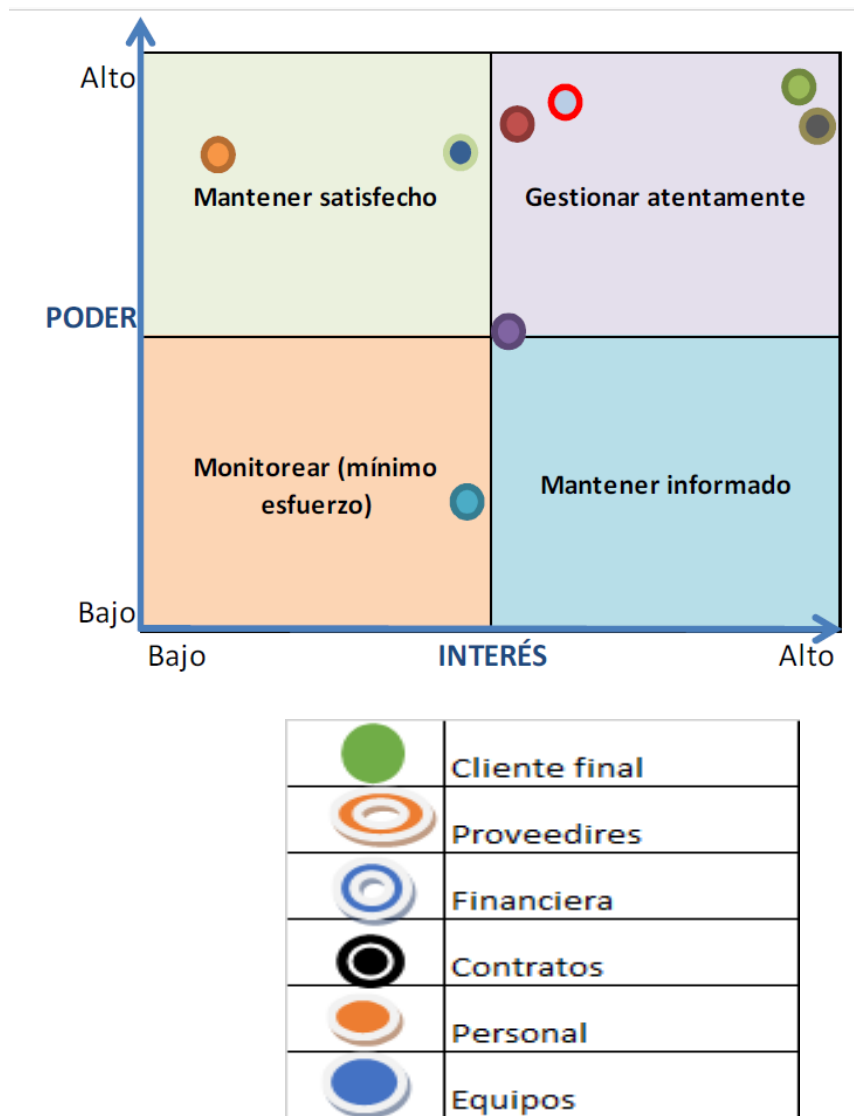 Alto
Mantener satisfecho
Gestionar atentamente
PODER
Monitorear (mínimo
esfuerzo)
Mantener informado
Bajo
Bajo
INTERÉS
Alto
Cliente final
Proveedires
Financiera
Contratos
Personal
Equipos